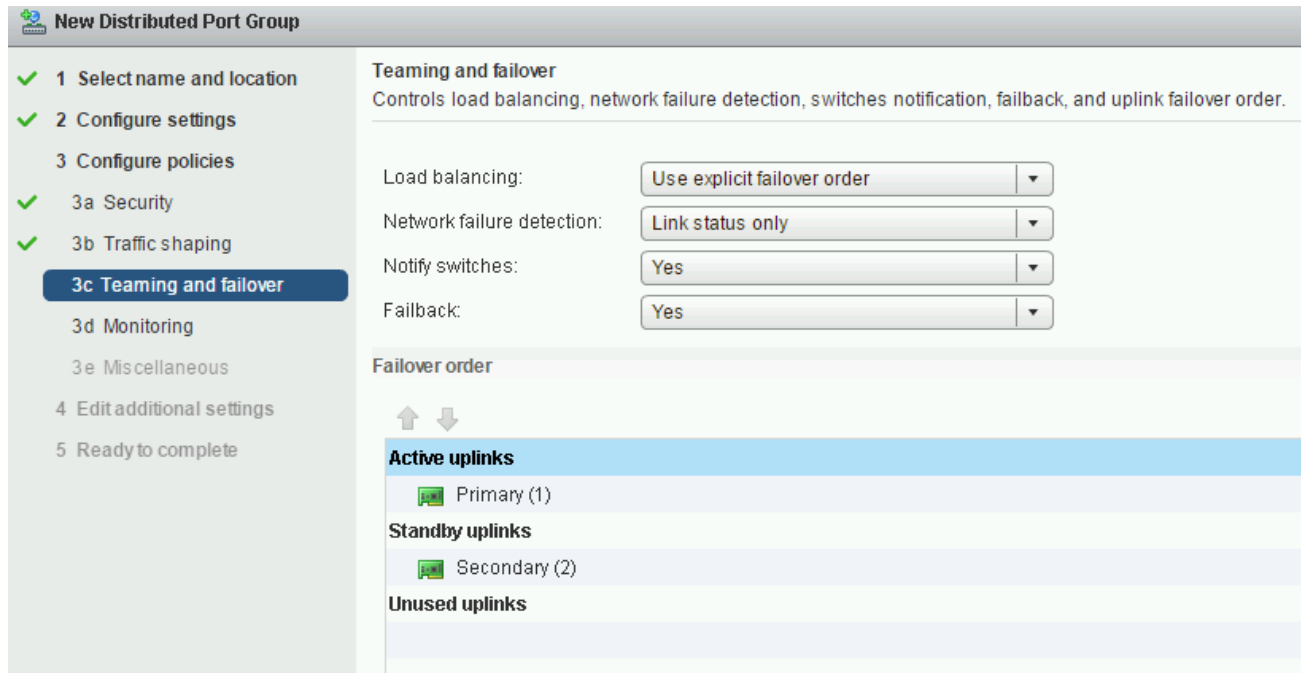 New Distributed Port Group
1 Select name and location
2 Configure settings
3 Configure policies
3a Security
3b Traffic shaping
3c Teaming and failover
3d Monitoring
3e Miscellaneous
4 Edit additional settings
5 Ready to complete
Teaming and failover
Controls load balancing, network failure detection, switches notification, failback, and uplink failover order.
Load balancing: Use explicit failover order
Network failure detection: Link status only
Notify switches: Yes
Failback: Yes
Failover order
Active uplinks
Primary (1)
Standby uplinks
Secondary (2)
Unused uplinks